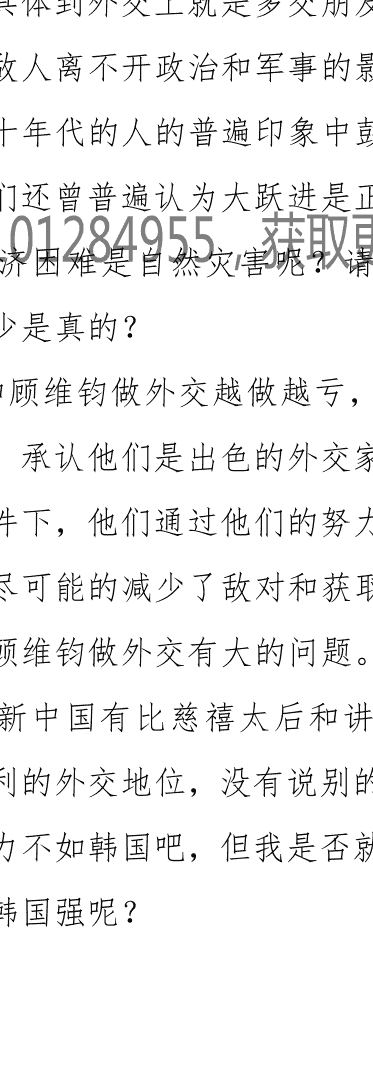 具体到外交上就是多交朋友
敌人离不开政治和军事的影
十年代的人的普遍印象中彭
们还曾普遍认为大跃进是正
.01284955，获取更
济困难是自然灾害呢？请
少是真的？
和顾维钧做外交越做越亏，
承认他们是出色的外交家
件下，他们通过他们的努力
尽可能的减少了敌对和获取
顾维钧做外交有大的问题。
新中国有比慈禧太后和讲
利的外交地位，没有说别的
力不如韩国吧，但我是否就
韩国强呢？